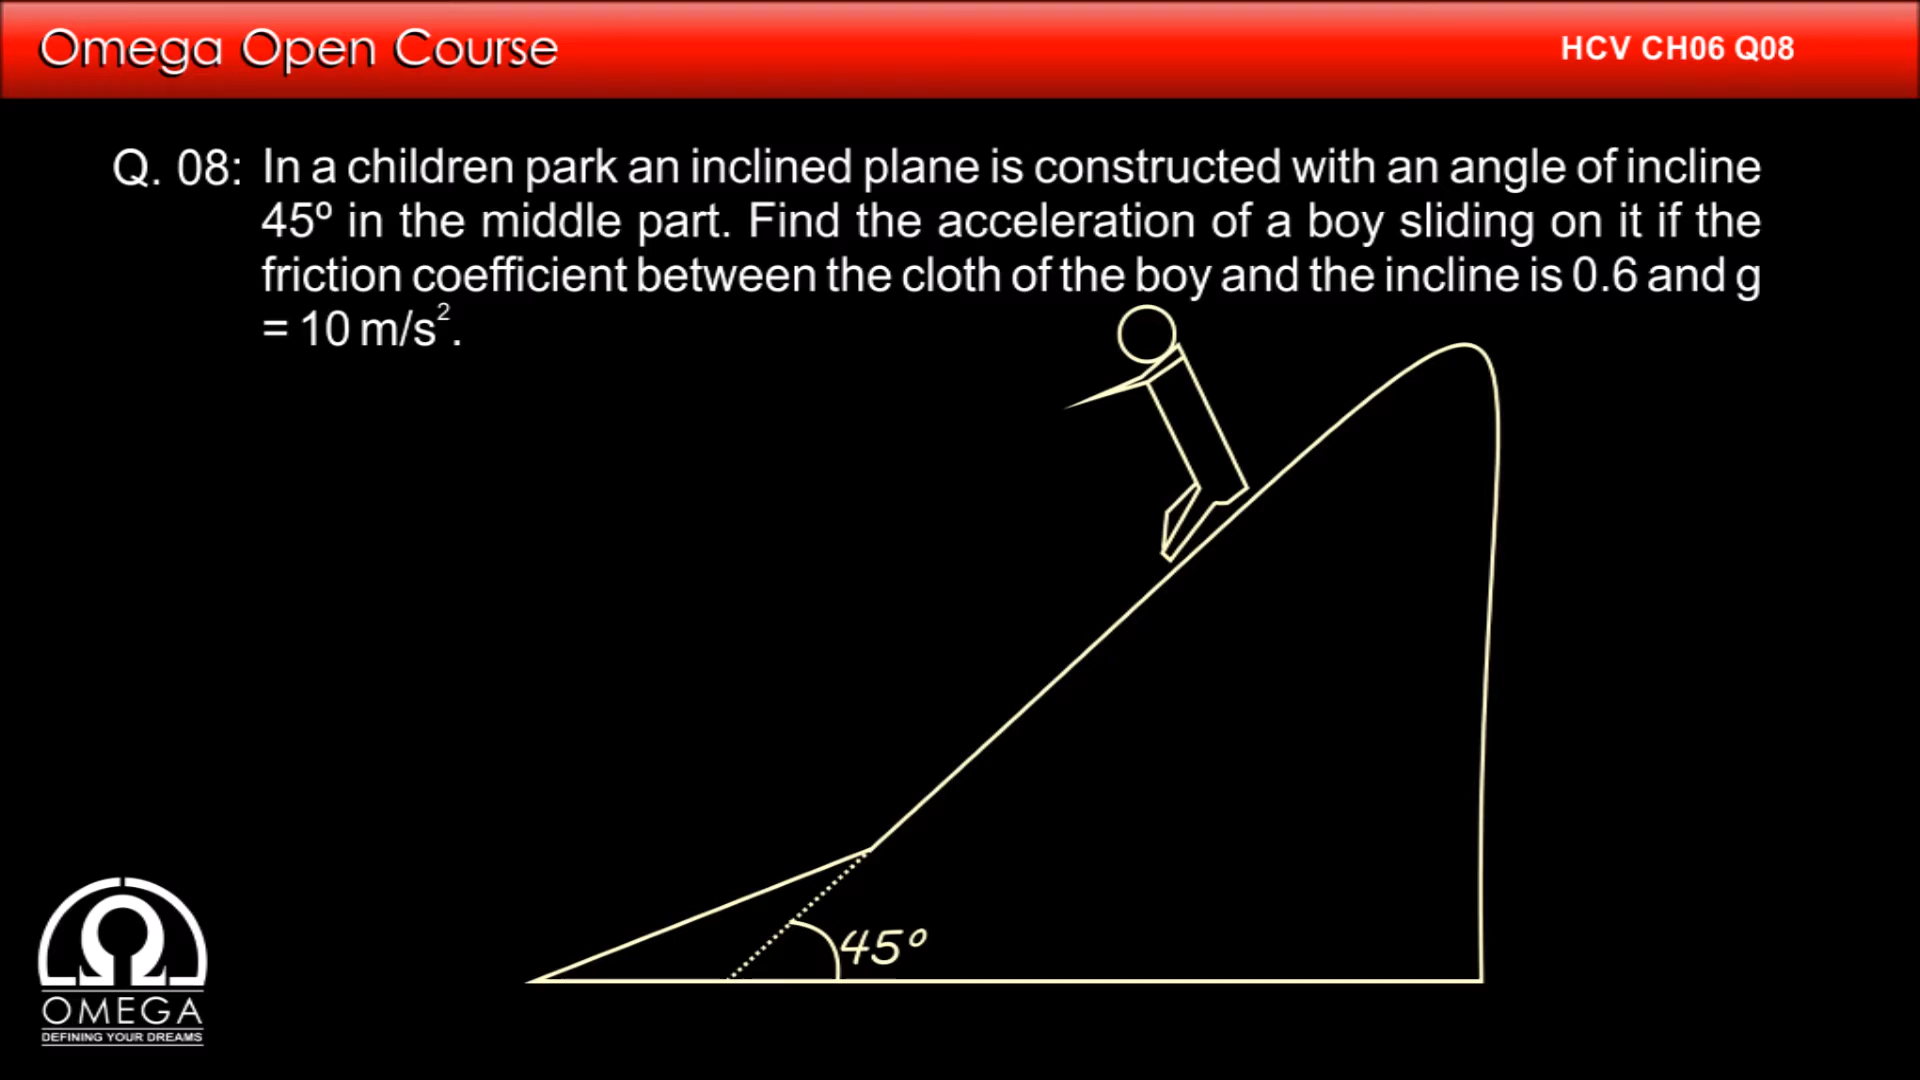 Omega Open Course
HCV CH06 Q08
Q. 08: In a children park an inclined plane is constructed with an angle of incline
45º in the middle part. Find the acceleration of a boy sliding on it if the
friction coefficient between the cloth of the boy and the incline is 0.6 and g
= 10 m/s².
45º
OMEGA
DEFINING YOUR DREAMS